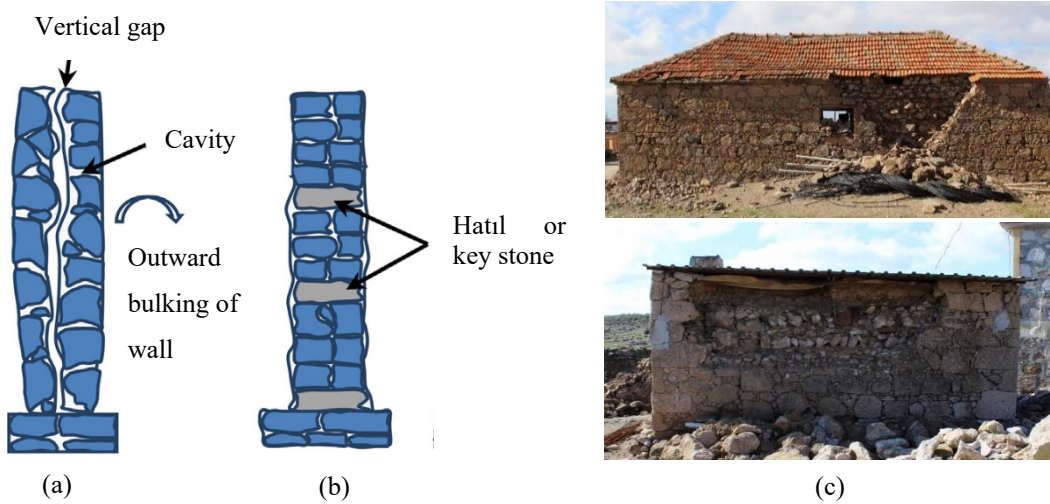 Vertical gap
Cavity
Outward
bulking of
wall
Hatıl or
key stone
(a)
(b)
(c)